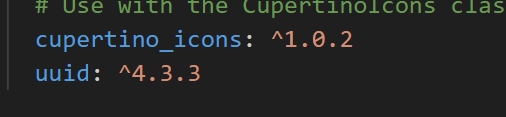 # Use with the CupertinoIcons clas
cupertino_icons: ^1.0.2
uuid: ^4.3.3